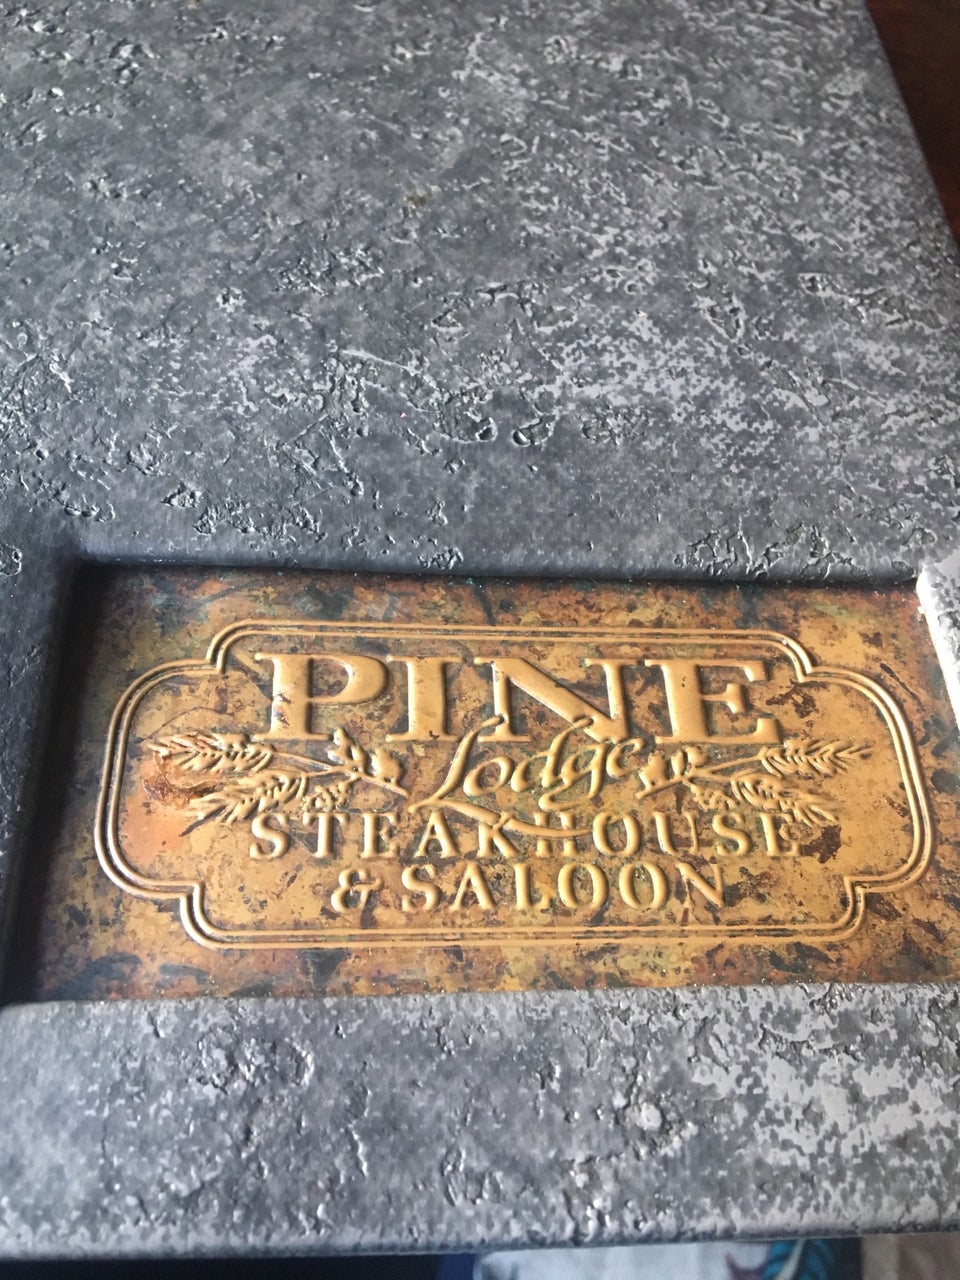 PINE
Lodge
STEAKHOUSE
& SALOON